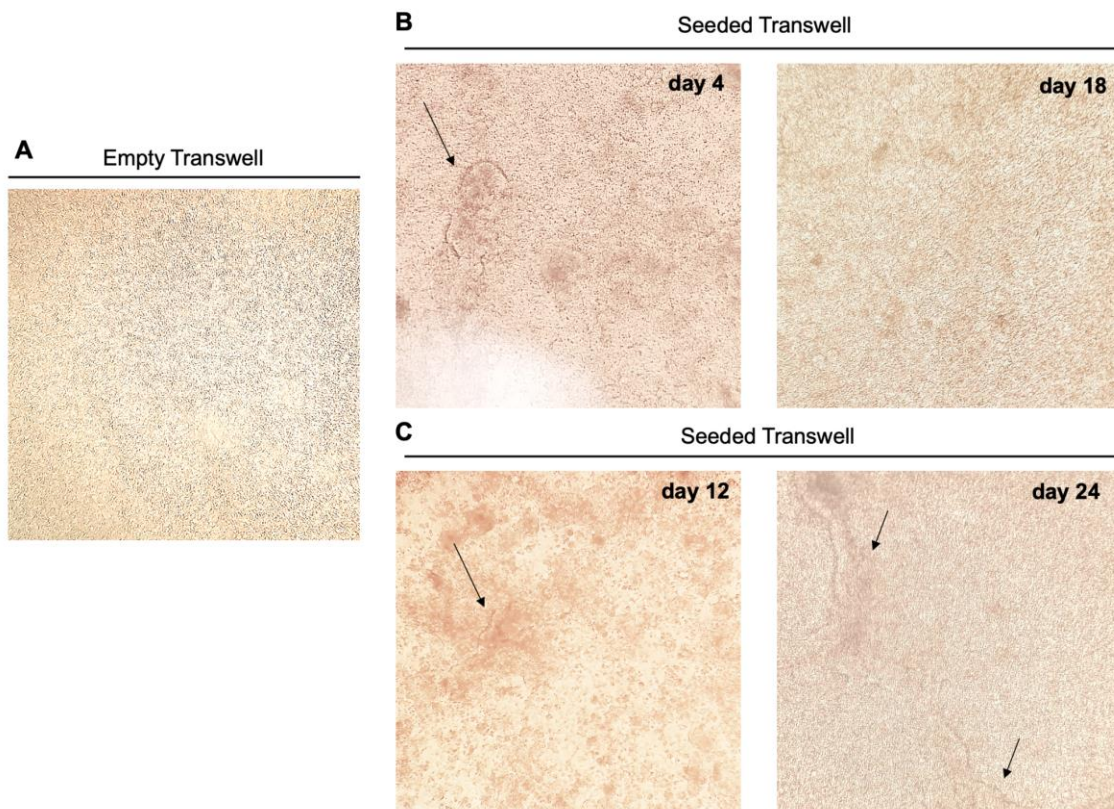 A
Empty Transwell
B
Seeded Transwell
day 4
day 18
C
Seeded Transwell
day 12
day 24